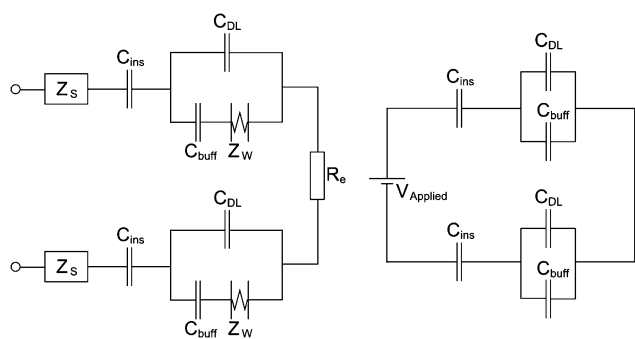 C_DL
C_ins
Z_S
C_buff
Z_W
R_e
C_DL
C_ins
Z_S
C_buff
Z_W
C_DL
C_ins
C_buff
V_Applied
C_DL
C_ins
C_buff